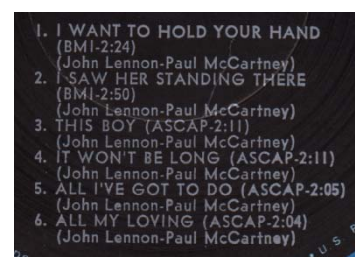 1. I WANT TO HOLD YOUR HAND
(BMI-2:24)
(John Lennon-Paul McCartney)
2. I SAW HER STANDING THERE
(BMI-2:50)
(John Lennon-Paul McCartney)
3. THIS BOY (ASCAP-2:11)
(John Lennon-Paul McCartney)
4. IT WON'T BE LONG (ASCAP-2:11)
(John Lennon-Paul McCartney)
5. ALL I'VE GOT TO DO (ASCAP-2:05)
(John Lennon-Paul McCartney)
6. ALL MY LOVING (ASCAP-2:04)
(John Lennon-Paul McCartney)